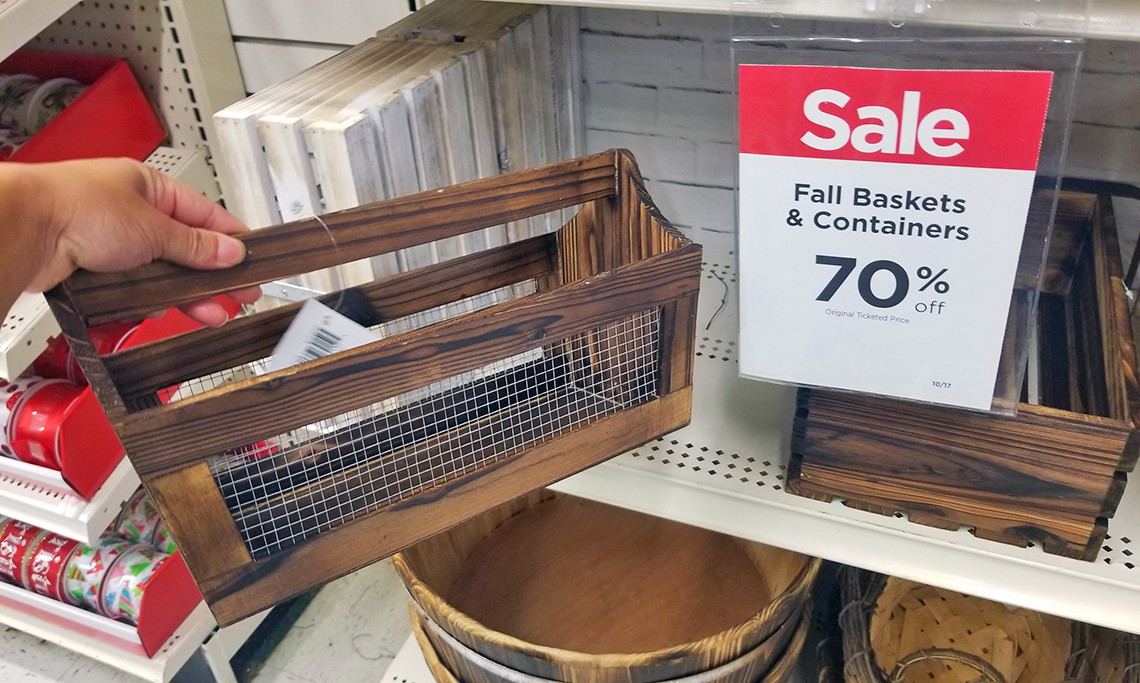 Sale
Fall Baskets
& Containers
70% off
Original Ticketed Price
10/17